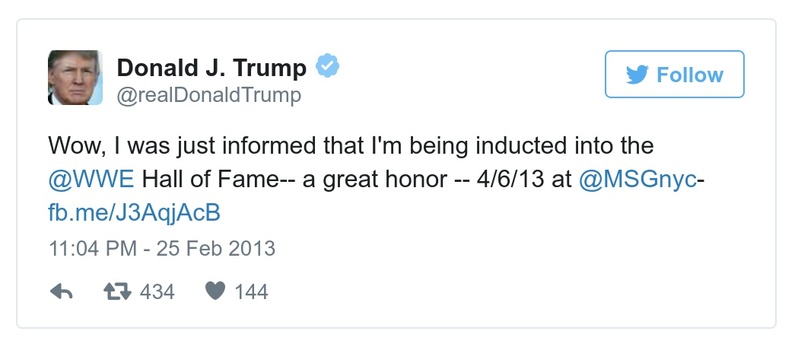 Donald J. Trump
@realDonaldTrump
Follow
Wow, I was just informed that I'm being inducted into the
@WWE Hall of Fame-- a great honor -- 4/6/13 at @MSGnyc-
fb.me/J3AqjAcB
11:04 PM - 25 Feb 2013
434 144